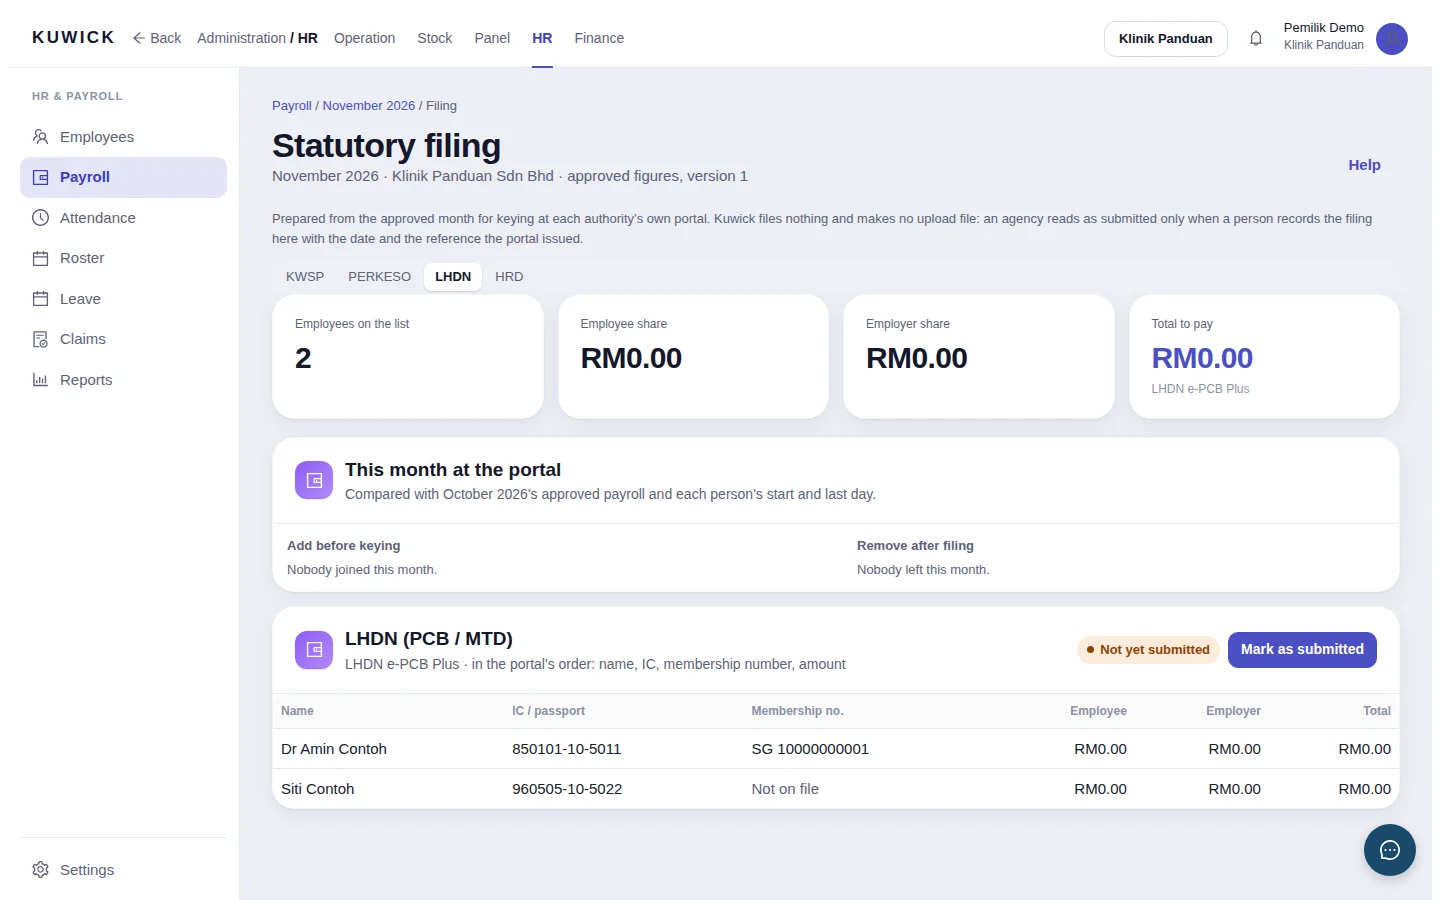 KUWICK
Back
Administration / HR
Operation
Stock
Panel
HR
Finance
Klinik Panduan
Pemilik Demo
Klinik Panduan
HR & PAYROLL
Employees
Payroll
Attendance
Roster
Leave
Claims
Reports
Settings
Payroll / November 2026 / Filing
Statutory filing
November 2026 · Klinik Panduan Sdn Bhd · approved figures, version 1
Help
Prepared from the approved month for keying at each authority's own portal. Kuwick files nothing and makes no upload file: an agency reads as submitted only when a person records the filing
here with the date and the reference the portal issued.
KWSP PERKESO LHDN HRD
Employees on the list
2
Employee share
RM0.00
Employer share
RM0.00
Total to pay
RM0.00
LHDN e-PCB Plus
This month at the portal
Compared with October 2026's approved payroll and each person's start and last day.
Add before keying
Nobody joined this month.
Remove after filing
Nobody left this month.
LHDN (PCB / MTD)
LHDN e-PCB Plus · in the portal's order: name, IC, membership number, amount
Not yet submitted
Mark as submitted
Name IC / passport Membership no. Employee Employer Total
Dr Amin Contoh 850101-10-5011 SG 10000000001 RM0.00 RM0.00 RM0.00
Siti Contoh 960505-10-5022 Not on file RM0.00 RM0.00 RM0.00